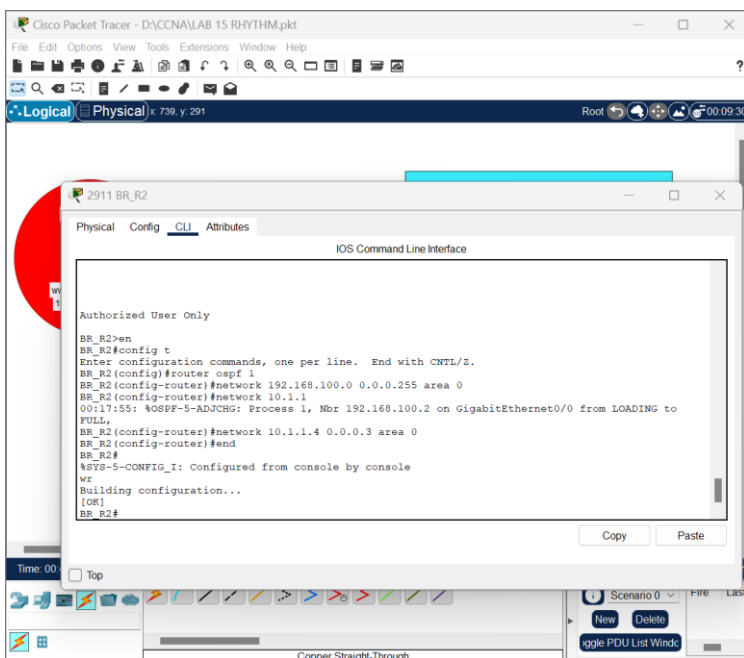 Cisco Packet Tracer - D:\CCNA\LAB 15 RHYTHM.pkt
File Edit Options View Tools Extensions Window Help
?
Logical Physical x: 739, y: 291 Root 00:09:30
2911 BR_R2
Physical Config CLI Attributes
IOS Command Line Interface
Authorized User Only
BR_R2>en
BR_R2#config t
Enter configuration commands, one per line. End with CNTL/Z.
BR_R2(config)#router ospf 1
BR_R2(config-router)#network 192.168.100.0 0.0.0.255 area 0
BR_R2(config-router)#network 10.1.1
00:17:55: %OSPF-5-ADJCHG: Process 1, Nbr 192.168.100.2 on GigabitEthernet0/0 from LOADING to
FULL,
BR_R2(config-router)#network 10.1.1.4 0.0.0.3 area 0
BR_R2(config-router)#end
BR_R2#
%SYS-5-CONFIG_I: Configured from console by console
wr
Building configuration...
[OK]
BR_R2#
Copy Paste
Time: 00:
Top
Scenario 0 Fire Las
New Delete
oggle PDU List Windo
Copper Straight-Through